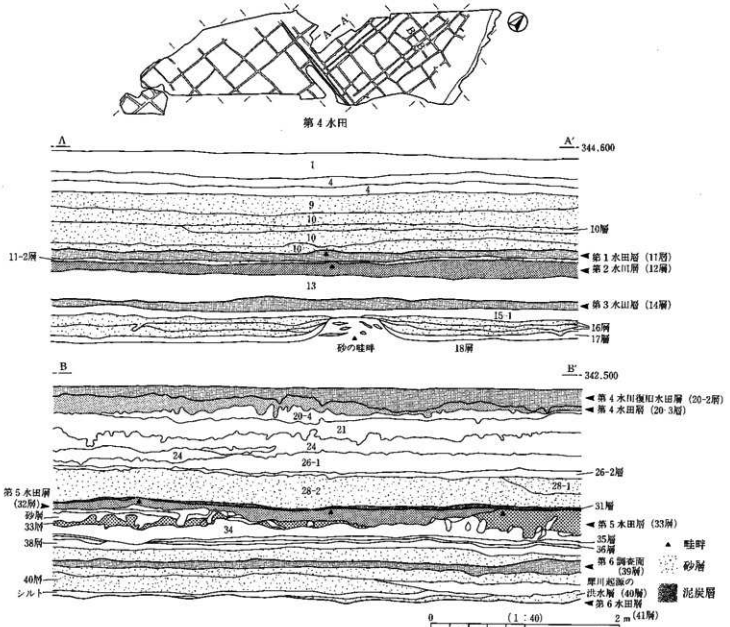 A A'
B
第4水田
A A'
344.600
1
4
4
9
10
10層
10
10
11-2層
第1水田層 (11層)
第2水田層 (12層)
13
第3水田層 (14層)
15-1
16層
17層
砂の畦畔
18層
B B'
342.500
第4水田復旧水田層 (20-2層)
第4水田層 (20-3層)
20-4
21
24
24
26-1
26-2層
28-1
28-2
第5水田層
(32層)
31層
砂層
33層
第5水田層 (33層)
34
35層
38層
36層
▲ 畦畔
第6調査面
(39層)
砂層
40層
犀川起源の
洪水層 (40層)
泥炭層
シルト
第6水田層
(41層)
0 (1:40) 2m